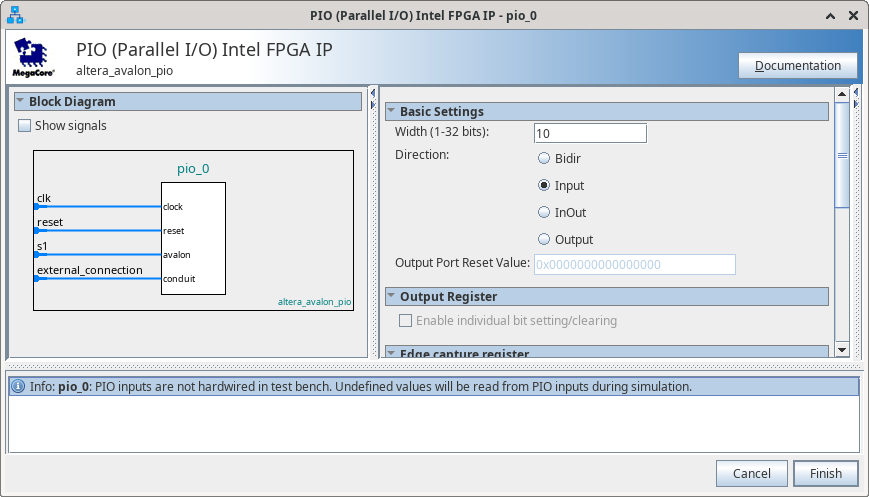 PIO (Parallel I/O) Intel FPGA IP - pio_0
MegaCore®
PIO (Parallel I/O) Intel FPGA IP
altera_avalon_pio
Documentation
Block Diagram
Show signals
pio_0
clk
clock
reset
reset
s1
avalon
external_connection
conduit
altera_avalon_pio
Basic Settings
Width (1-32 bits): 10
Direction:
Bidir
Input
InOut
Output
Output Port Reset Value: 0x0000000000000000
Output Register
Enable individual bit setting/clearing
Edge capture register
Info: pio_0: PIO inputs are not hardwired in test bench. Undefined values will be read from PIO inputs during simulation.
Cancel Finish